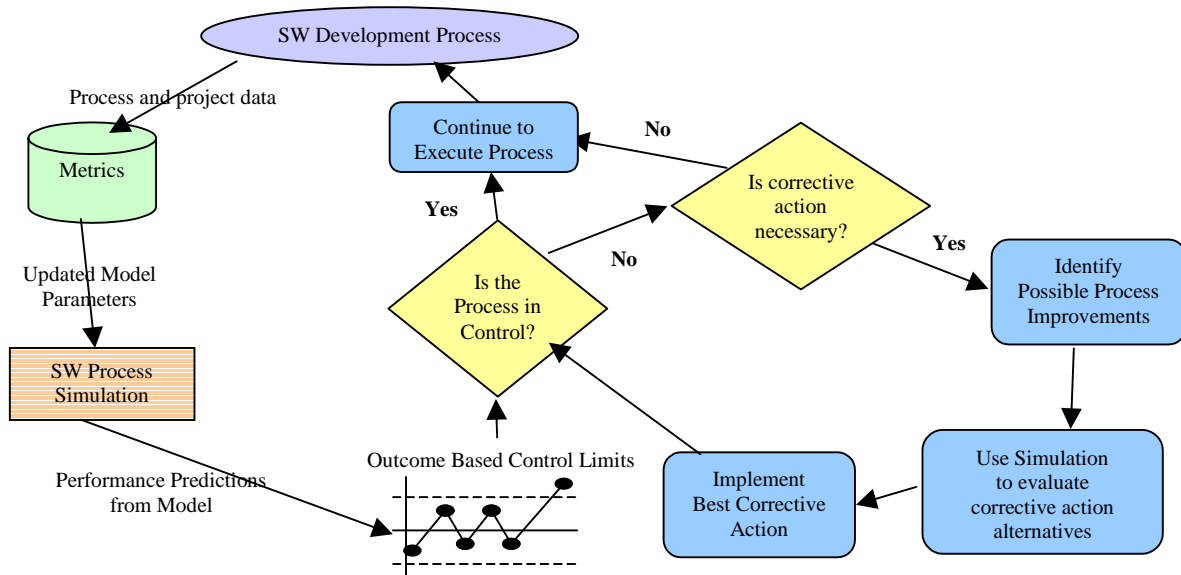 SW Development Process
Process and project data
Metrics
Updated Model
Parameters
SW Process
Simulation
Performance Predictions
from Model
Outcome Based Control Limits
Is the
Process in
Control?
Yes
No
Continue to
Execute Process
No
Is corrective
action
necessary?
Yes
Identify
Possible Process
Improvements
Use Simulation
to evaluate
corrective action
alternatives
Implement
Best Corrective
Action